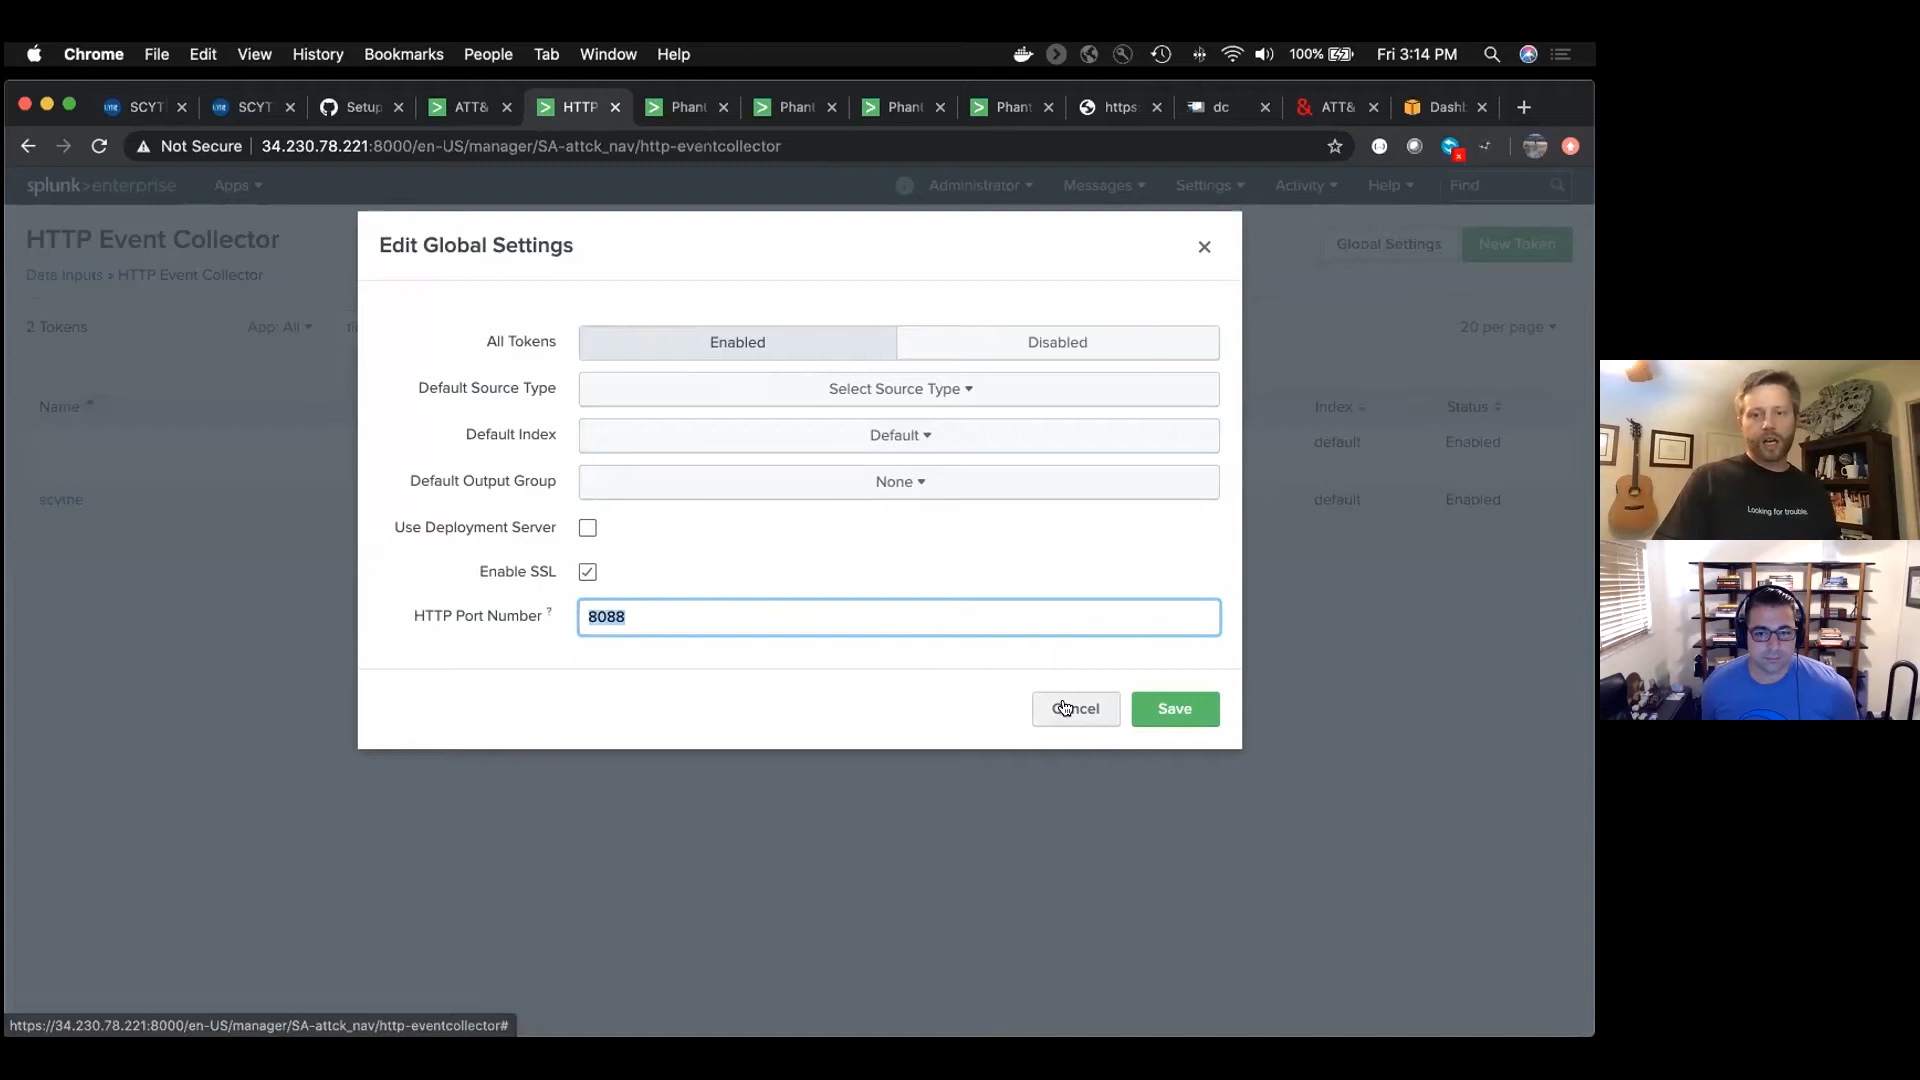 Chrome File Edit View History Bookmarks People Tab Window Help 100% Fri 3:14 PM
SCYT SCYT Setup ATT& HTTP Phant Phant Phant Phant https dc ATT& Dashb
Not Secure 34.230.78.221:8000/en-US/manager/SA-attck_nav/http-eventcollector
splunk>enterprise Apps Administrator Messages Settings Activity Help Find
HTTP Event Collector
Data Inputs » HTTP Event Collector
Global Settings New Token
2 Tokens App: All 20 per page
Name Index Status
default Enabled
scythe default Enabled
Edit Global Settings
All Tokens Enabled Disabled
Default Source Type Select Source Type
Default Index Default
Default Output Group None
Use Deployment Server
Enable SSL
HTTP Port Number ? 8088
Cancel Save
Looking for trouble.
https://34.230.78.221:8000/en-US/manager/SA-attck_nav/http-eventcollector#